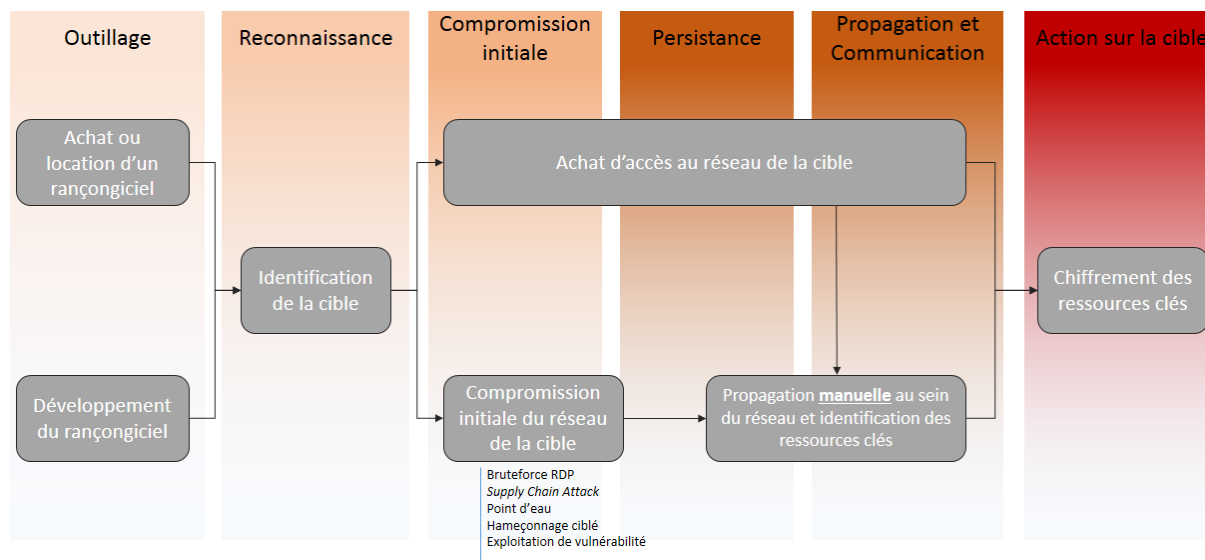 Outillage
Reconnaissance
Compromission
initiale
Persistance
Propagation et
Communication
Action sur la cible
Achat ou
location d’un
rançongiciel
Achat d’accès au réseau de la cible
Identification
de la cible
Chiffrement des
ressources clés
Développement
du rançongiciel
Compromission
initiale du réseau
de la cible
Propagation manuelle au sein
du réseau et identification des
ressources clés
Bruteforce RDP
Supply Chain Attack
Point d’eau
Hameçonnage ciblé
Exploitation de vulnérabilité